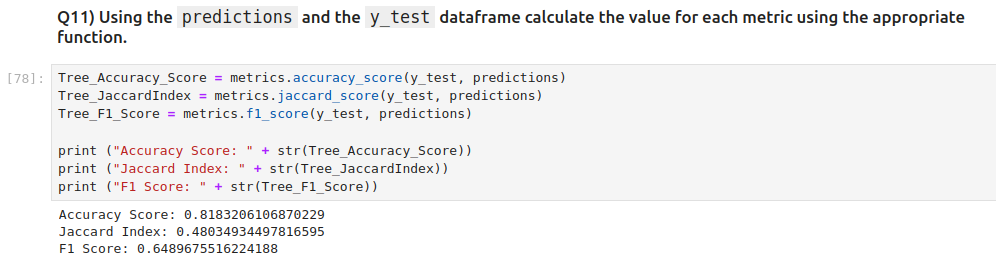 Q11) Using the predictions and the y_test dataframe calculate the value for each metric using the appropriate
function.
[78]: Tree_Accuracy_Score = metrics.accuracy_score(y_test, predictions)
Tree_JaccardIndex = metrics.jaccard_score(y_test, predictions)
Tree_F1_Score = metrics.f1_score(y_test, predictions)
print ("Accuracy Score: " + str(Tree_Accuracy_Score))
print ("Jaccard Index: " + str(Tree_JaccardIndex))
print ("F1 Score: " + str(Tree_F1_Score))
Accuracy Score: 0.8183206106870229
Jaccard Index: 0.48034934497816595
F1 Score: 0.6489675516224188